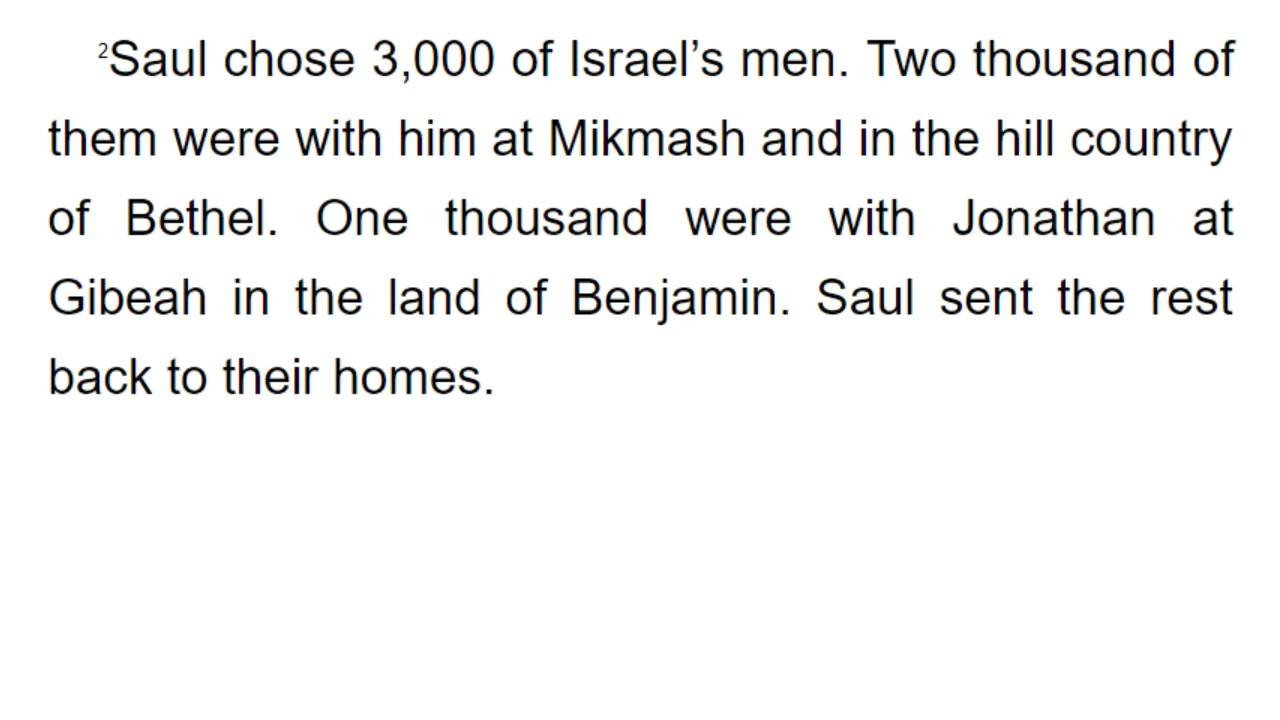 ²Saul chose 3,000 of Israel’s men. Two thousand of
them were with him at Mikmash and in the hill country
of Bethel. One thousand were with Jonathan at
Gibeah in the land of Benjamin. Saul sent the rest
back to their homes.